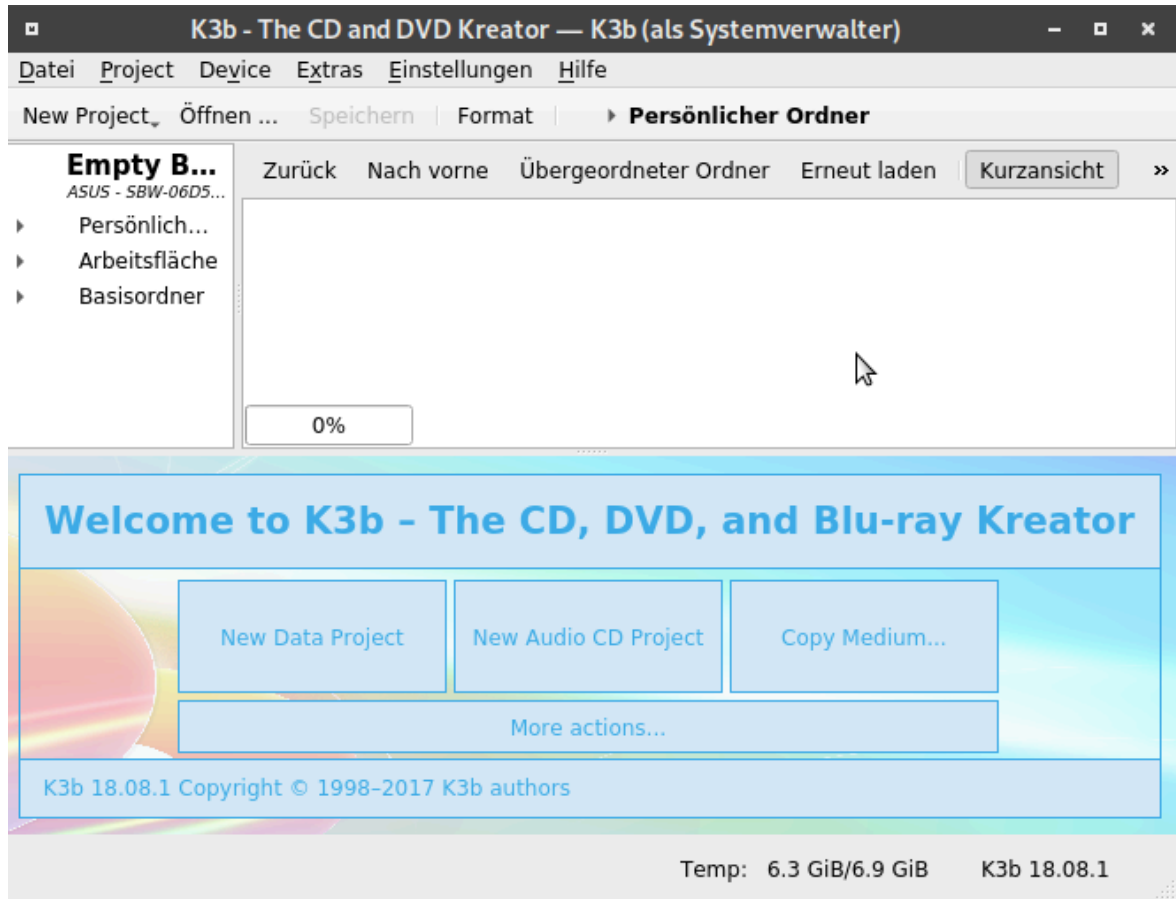 K3b - The CD and DVD Kreator — K3b (als Systemverwalter)
Datei Project Device Extras Einstellungen Hilfe
New Project Öffnen ... Speichern Format Persönlicher Ordner
Empty B...
ASUS - SBW-06D5...
Persönlich...
Arbeitsfläche
Basisordner
Zurück Nach vorne Übergeordneter Ordner Erneut laden Kurzansicht »
0%
Welcome to K3b – The CD, DVD, and Blu-ray Kreator
New Data Project New Audio CD Project Copy Medium...
More actions...
K3b 18.08.1 Copyright © 1998–2017 K3b authors
Temp: 6.3 GiB/6.9 GiB K3b 18.08.1